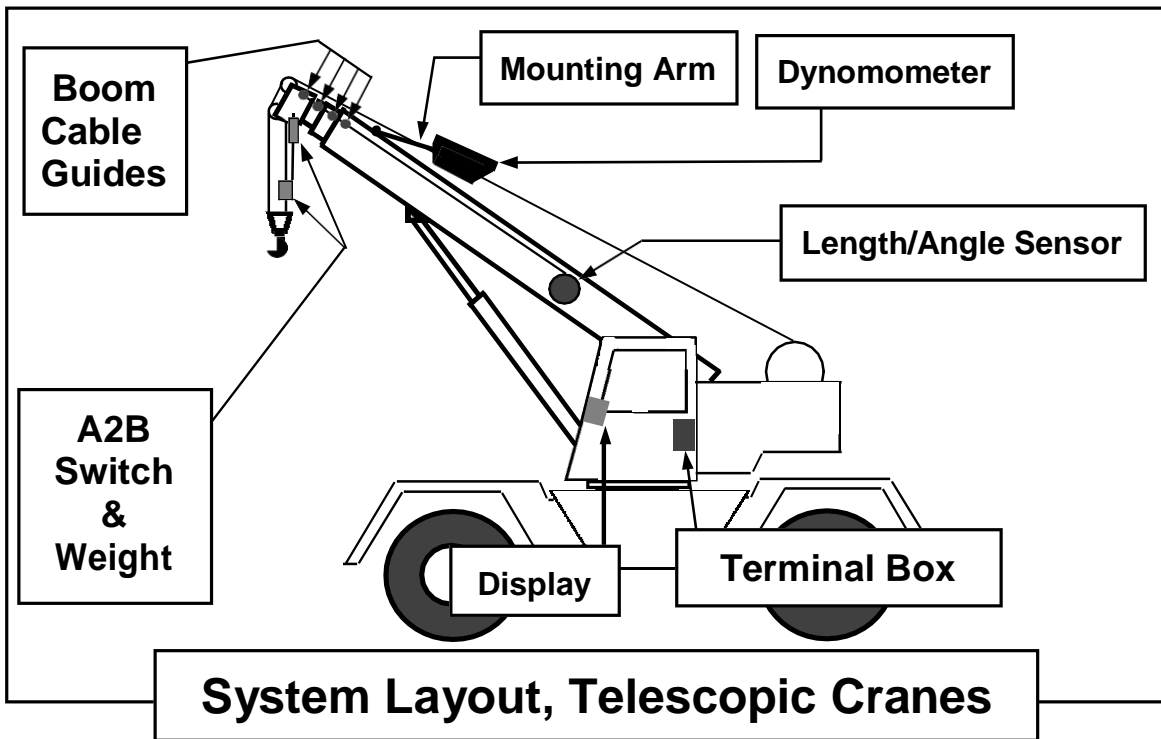 Boom
Cable
Guides
Mounting Arm
Dynomometer
Length/Angle Sensor
A2B
Switch
&
Weight
Display
Terminal Box
System Layout, Telescopic Cranes